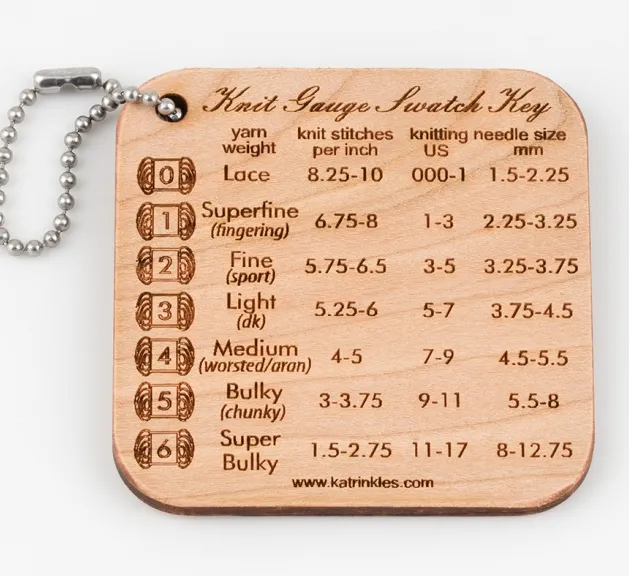 Knit Gauge Swatch Key
yarn weight knit stitches per inch knitting needle size US mm
0 Lace 8.25-10 000-1 1.5-2.25
1 Superfine (fingering) 6.75-8 1-3 2.25-3.25
2 Fine (sport) 5.75-6.5 3-5 3.25-3.75
3 Light (dk) 5.25-6 5-7 3.75-4.5
4 Medium (worsted/aran) 4-5 7-9 4.5-5.5
5 Bulky (chunky) 3-3.75 9-11 5.5-8
6 Super Bulky 1.5-2.75 11-17 8-12.75
www.katrinkles.com